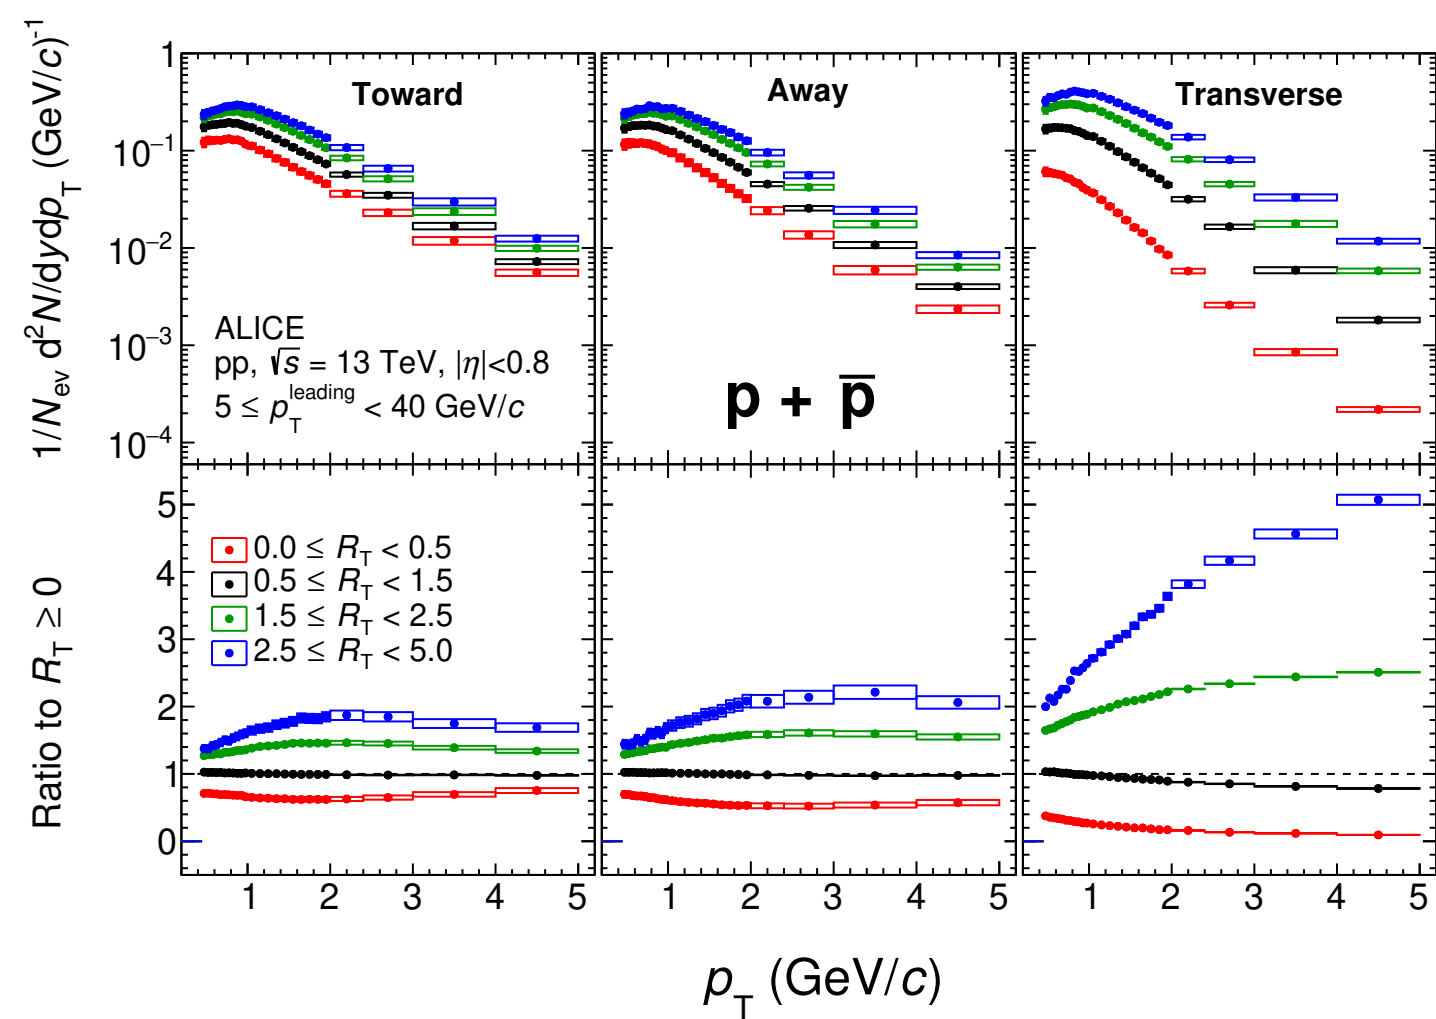 1/N_ev d²N/dydp_T (GeV/c)⁻¹
1
10⁻¹
10⁻²
10⁻³
10⁻⁴
Toward
Away
Transverse
ALICE
pp, √s = 13 TeV, |η|<0.8
5 ≤ p_T^leading < 40 GeV/c
p + p̅
Ratio to R_T ≥ 0
5
4
3
2
1
0
0.0 ≤ R_T < 0.5
0.5 ≤ R_T < 1.5
1.5 ≤ R_T < 2.5
2.5 ≤ R_T < 5.0
1 2 3 4 5 1 2 3 4 5 1 2 3 4 5
p_T (GeV/c)